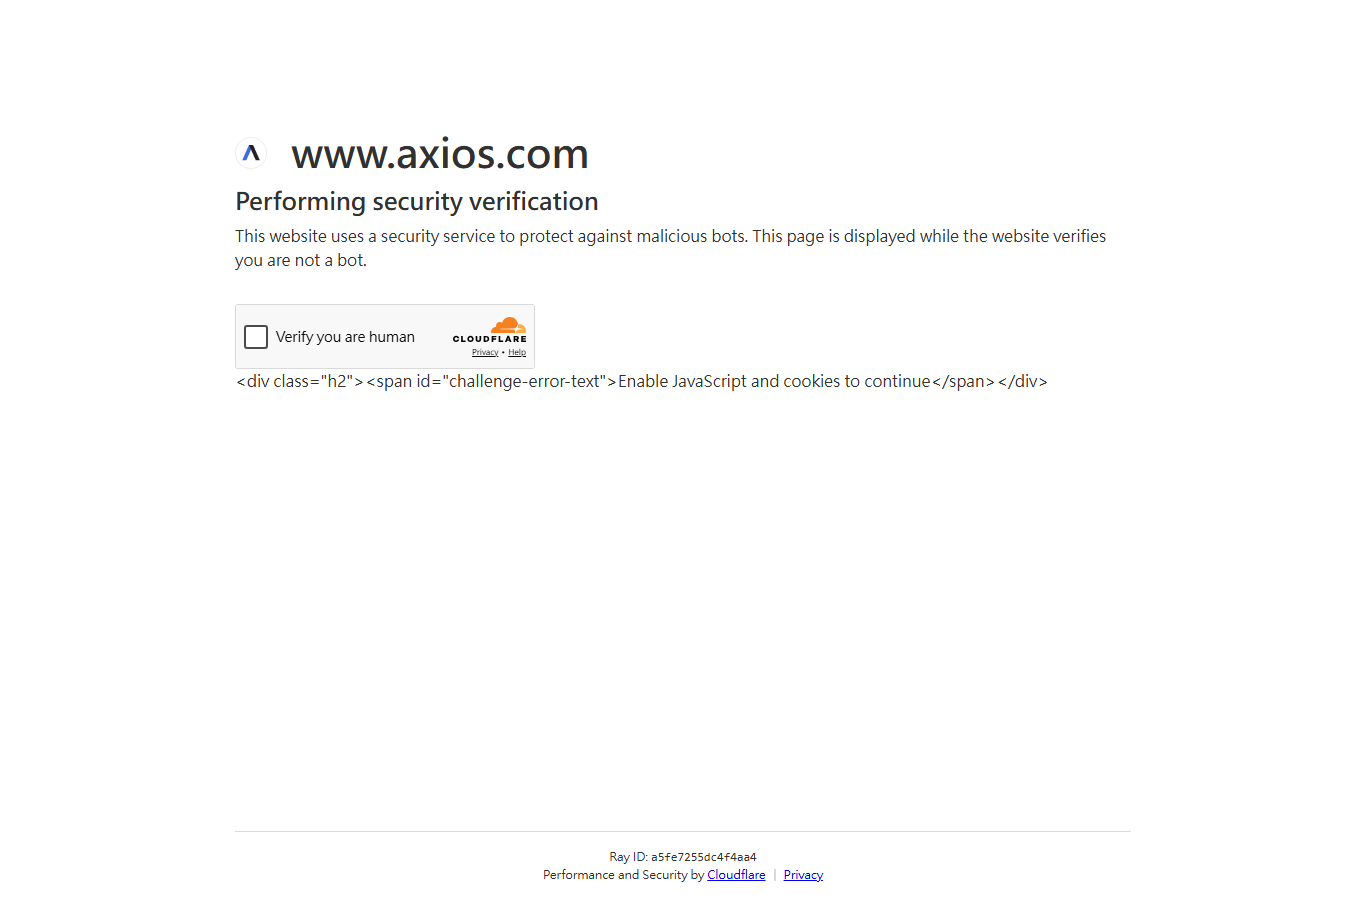 www.axios.com
Performing security verification
This website uses a security service to protect against malicious bots. This page is displayed while the website verifies
you are not a bot.
Verify you are human
CLOUDFLARE
Privacy • Help
<div class="h2"><span id="challenge-error-text">Enable JavaScript and cookies to continue</span></div>
Ray ID: a5fe7255dc4f4aa4
Performance and Security by Cloudflare | Privacy